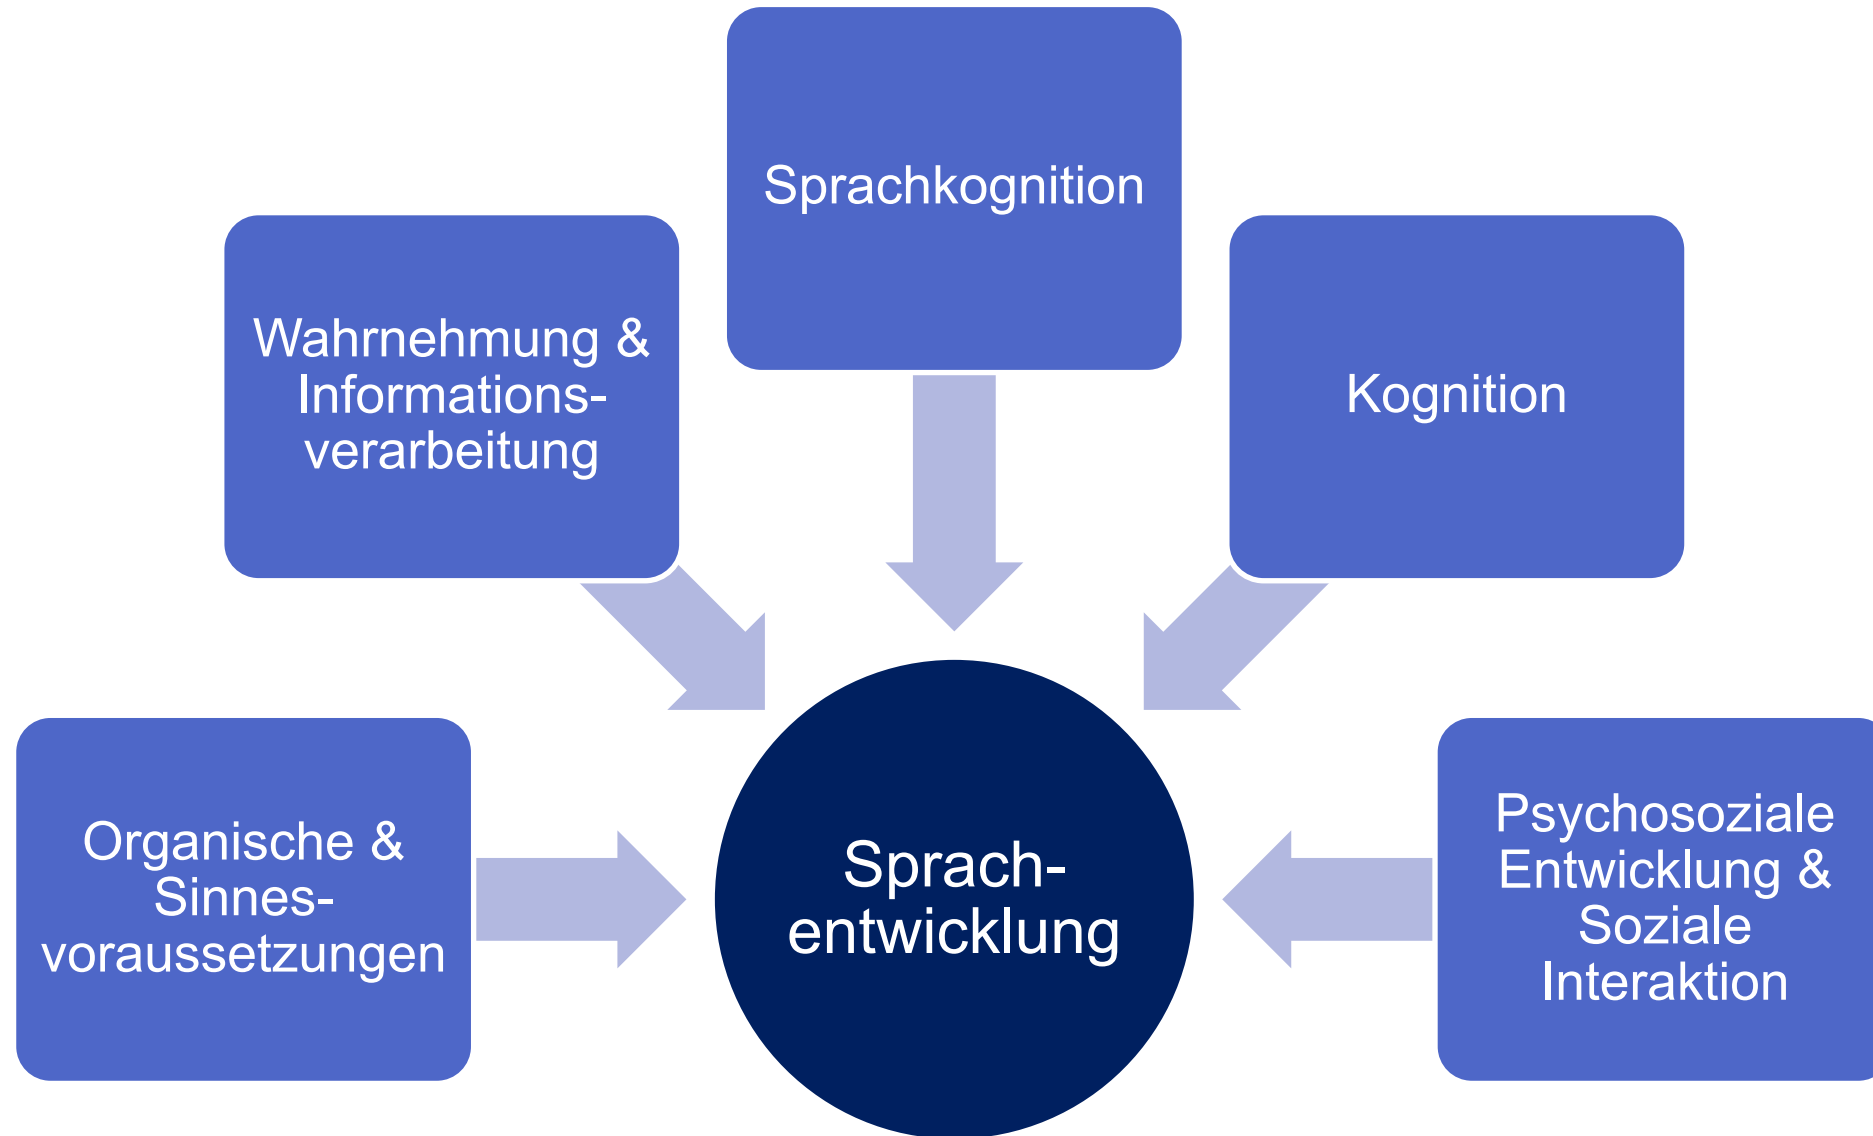 Sprachkognition
Wahrnehmung &
Informations-
verarbeitung
Kognition
Organische &
Sinnes-
voraussetzungen
Sprach-
entwicklung
Psychosoziale
Entwicklung &
Soziale
Interaktion